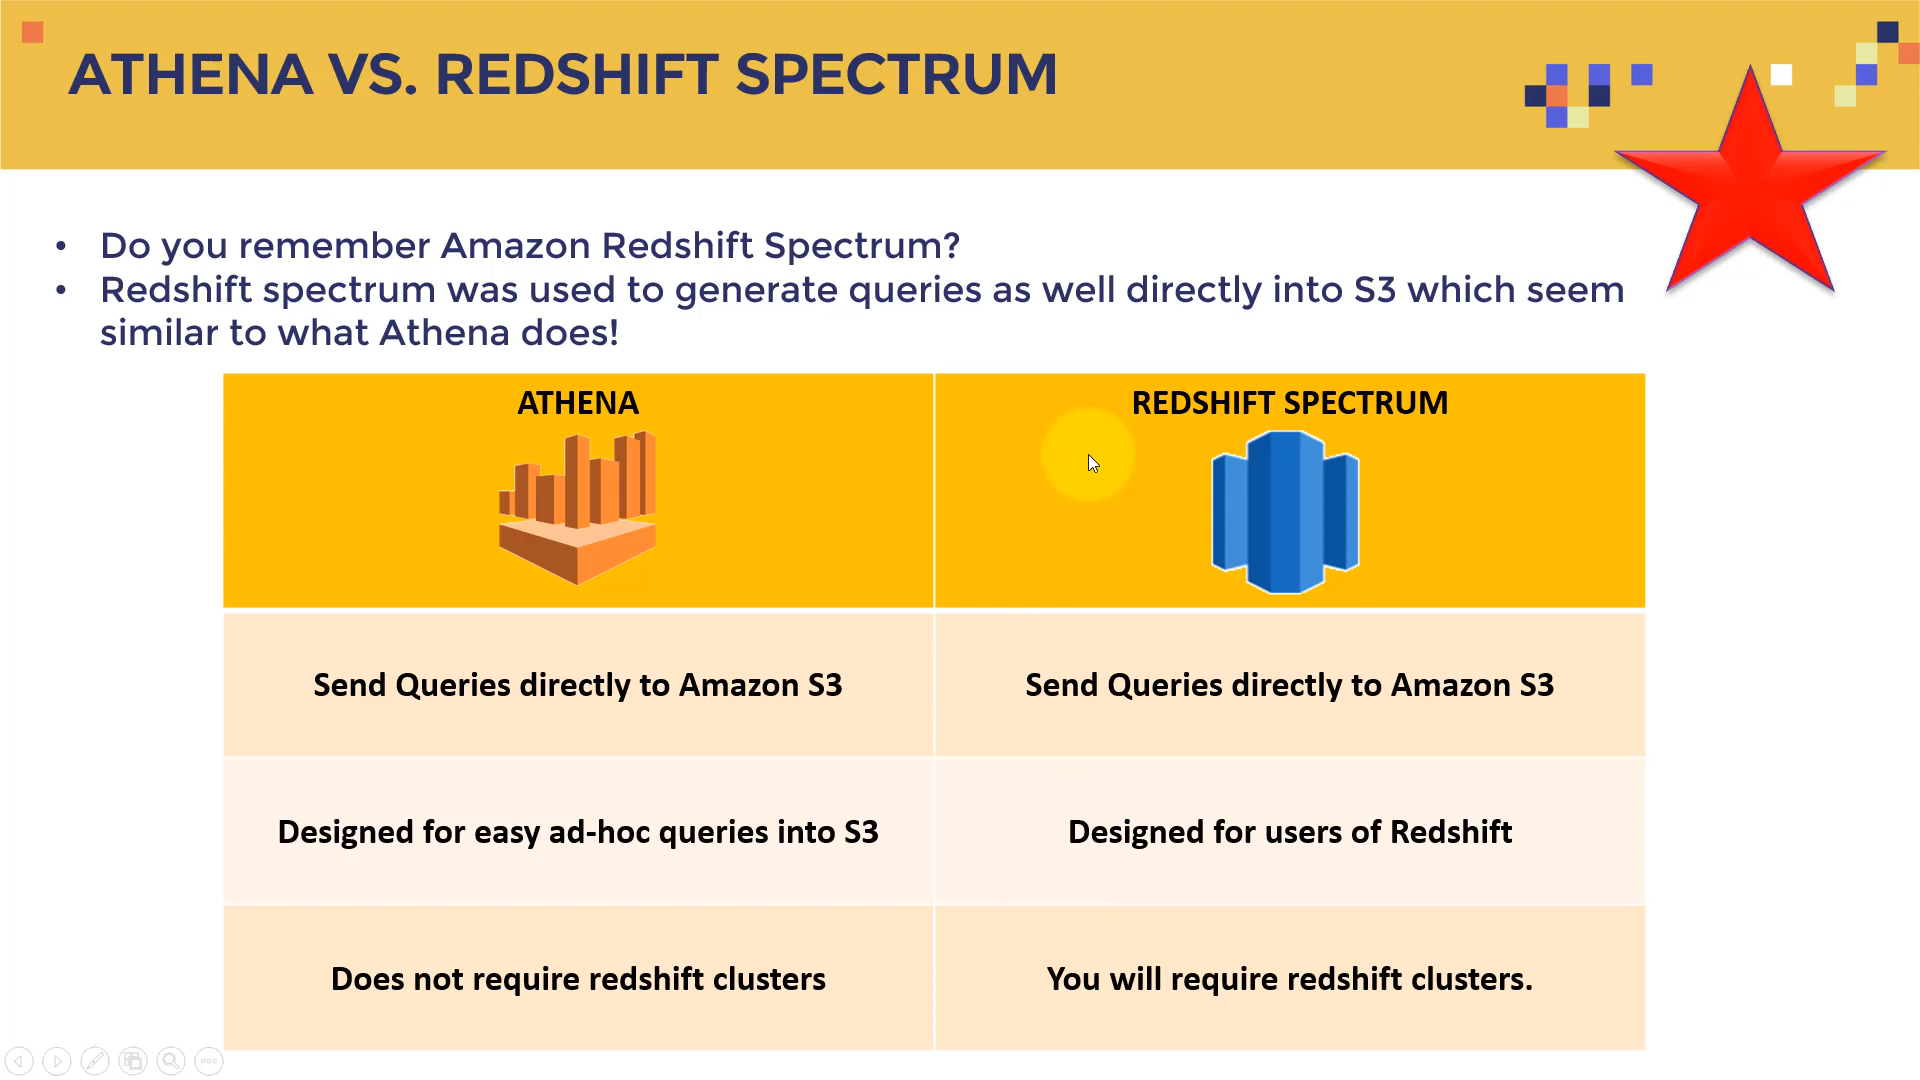 ATHENA VS. REDSHIFT SPECTRUM
• Do you remember Amazon Redshift Spectrum?
• Redshift spectrum was used to generate queries as well directly into S3 which seem
similar to what Athena does!
ATHENA
REDSHIFT SPECTRUM
Send Queries directly to Amazon S3
Send Queries directly to Amazon S3
Designed for easy ad-hoc queries into S3
Designed for users of Redshift
Does not require redshift clusters
You will require redshift clusters.